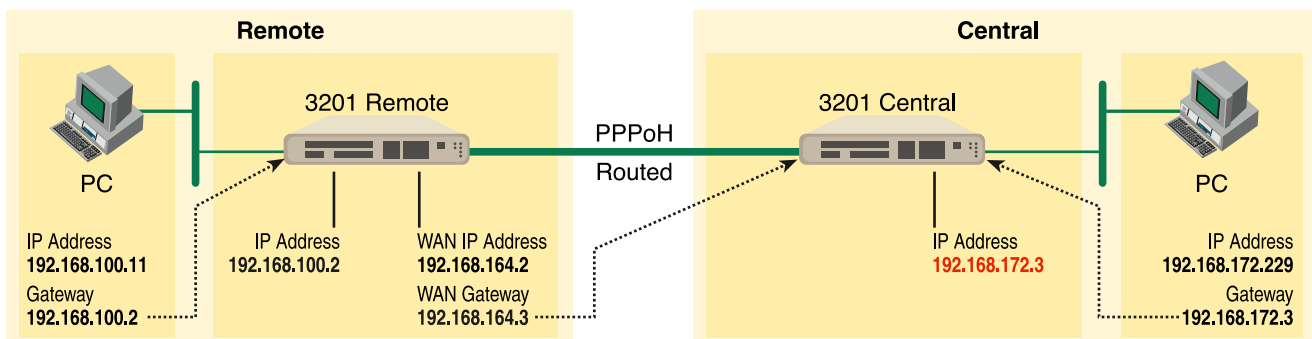 Remote
PC
IP Address
192.168.100.11
Gateway
192.168.100.2
3201 Remote
IP Address
192.168.100.2
WAN IP Address
192.168.164.2
WAN Gateway
192.168.164.3
PPPoH
Routed
Central
3201 Central
IP Address
192.168.172.3
PC
IP Address
192.168.172.229
Gateway
192.168.172.3